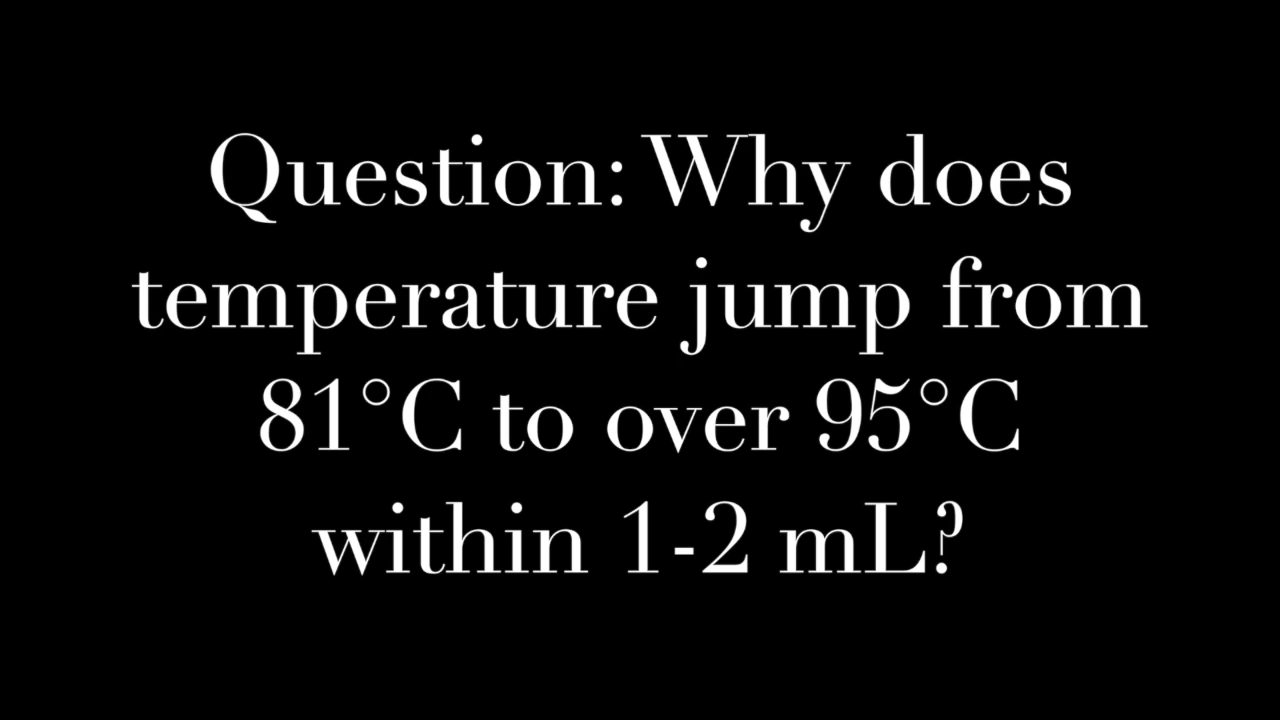 Question: Why does
temperature jump from
81°C to over 95°C
within 1-2 mL?